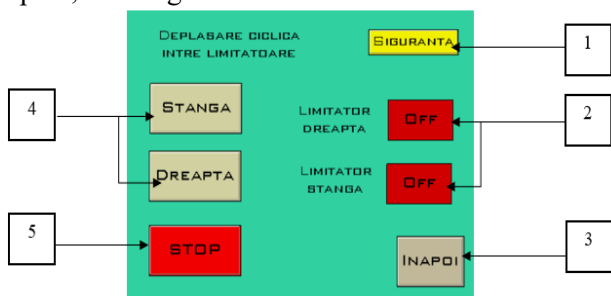 DEPLASARE CICLICA
INTRE LIMITATOARE
SIGURANTA
1
4
STANGA
LIMITATOR
DREAPTA
OFF
2
DREAPTA
LIMITATOR
STANGA
OFF
5
STOP
INAPOI
3